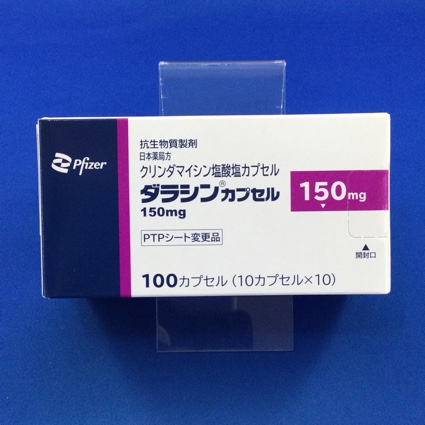 Pfizer
抗生物質製剤
日本薬局方
クリンダマイシン塩酸塩カプセル
ダラシン®カプセル
150mg
150mg
PTPシート変更品
100カプセル(10カプセル×10)
開封口